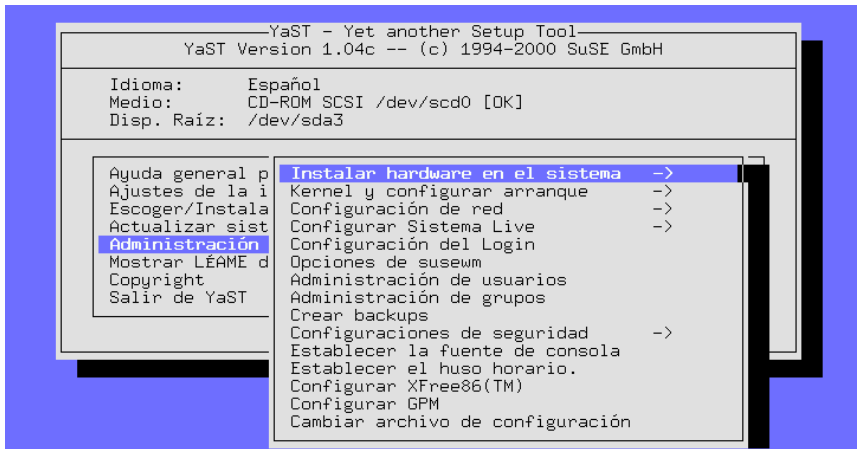 YaST - Yet another Setup Tool
YaST Version 1.04c -- (c) 1994-2000 SuSE GmbH
Idioma: Español
Medio: CD-ROM SCSI /dev/scd0 [OK]
Disp. Raíz: /dev/sda3
Ayuda general p
Ajustes de la i
Escoger/Instala
Actualizar sist
Administració
Mostrar LÉAME d
Copyright
Salir de YaST
Instalar hardware en el sistema ->
Kernel y configurar arranque ->
Configuración de red ->
Configurar Sistema Live ->
Configuración del Login
Opciones de susewm
Administración de usuarios
Administración de grupos
Crear backups
Configuraciones de seguridad ->
Establecer la fuente de consola
Establecer el huso horario.
Configurar XFree86(TM)
Configurar GPM
Cambiar archivo de configuración